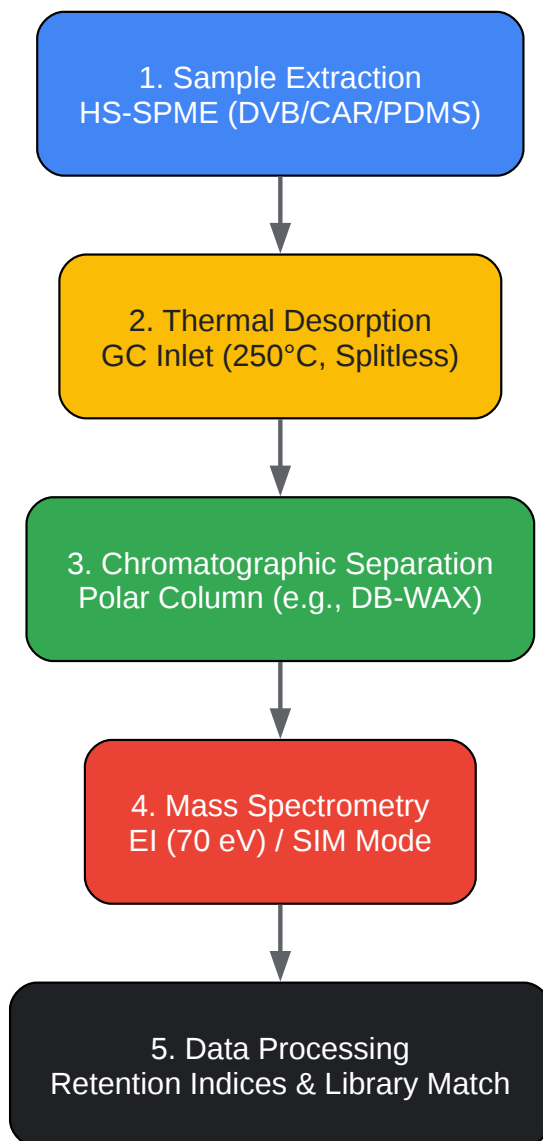 1. Sample Extraction
HS-SPME (DVB/CAR/PDMS)
2. Thermal Desorption
GC Inlet (250°C, Splitless)
3. Chromatographic Separation
Polar Column (e.g., DB-WAX)
4. Mass Spectrometry
EI (70 eV) / SIM Mode
5. Data Processing
Retention Indices & Library Match